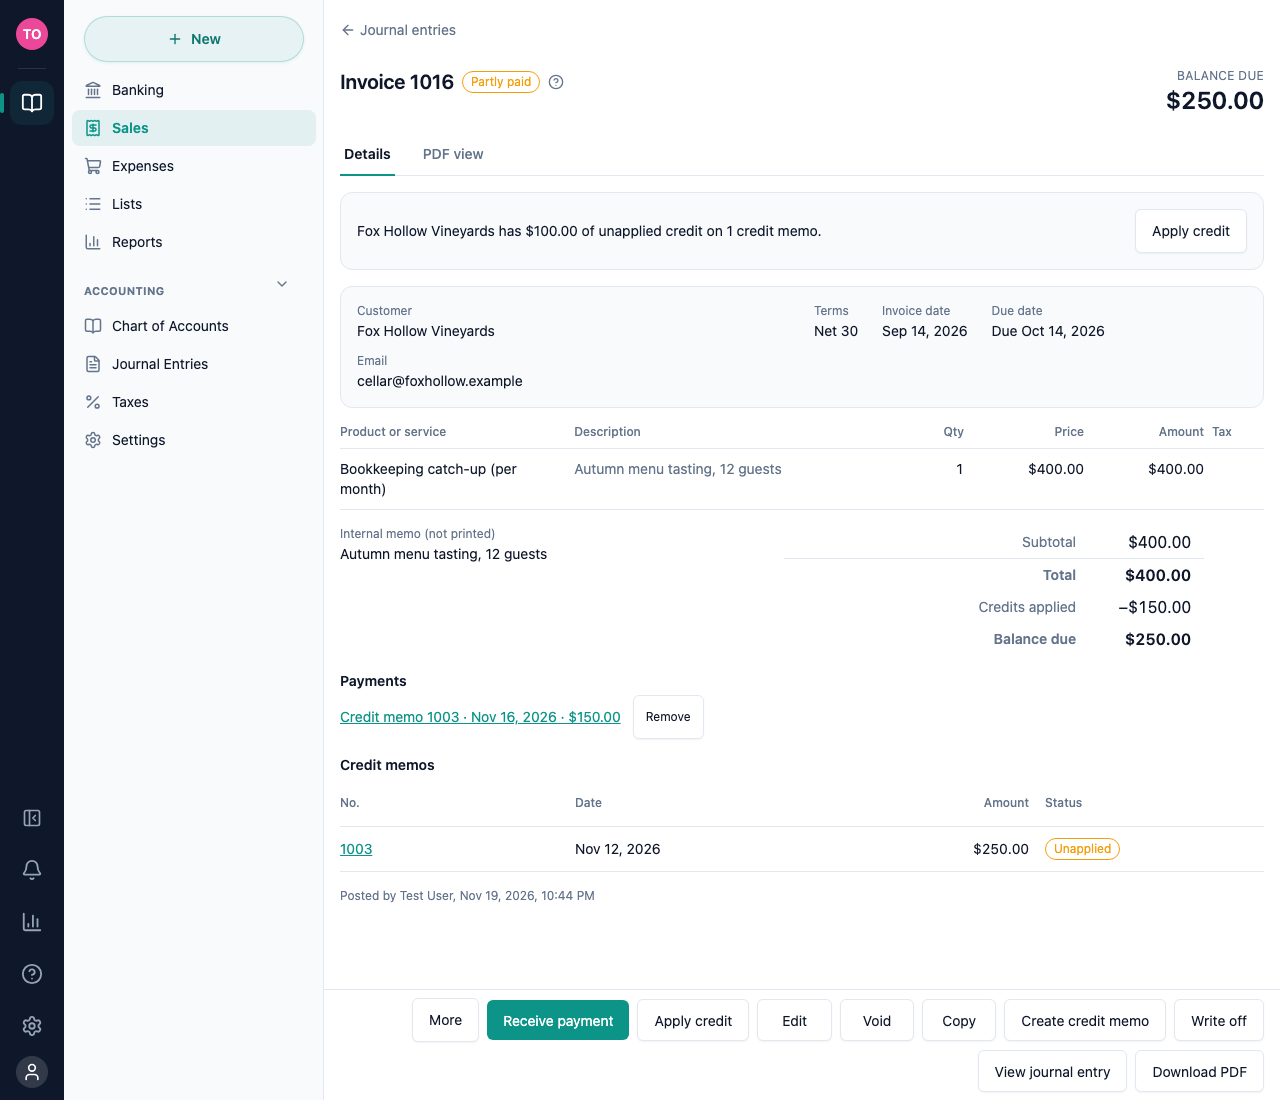 TO
New
Banking
Sales
Expenses
Lists
Reports
ACCOUNTING
Chart of Accounts
Journal Entries
Taxes
Settings
Journal entries
Invoice 1016
Partly paid
BALANCE DUE
$250.00
Details
PDF view
Fox Hollow Vineyards has $100.00 of unapplied credit on 1 credit memo.
Apply credit
Customer
Fox Hollow Vineyards
Terms
Net 30
Invoice date
Sep 14, 2026
Due date
Due Oct 14, 2026
Email
cellar@foxhollow.example
Product or service Description Qty Price Amount Tax
Bookkeeping catch-up (per Autumn menu tasting, 12 guests 1 $400.00 $400.00
month)
Internal memo (not printed)
Autumn menu tasting, 12 guests
Subtotal $400.00
Total $400.00
Credits applied −$150.00
Balance due $250.00
Payments
Credit memo 1003 · Nov 16, 2026 · $150.00
Remove
Credit memos
No. Date Amount Status
1003 Nov 12, 2026 $250.00 Unapplied
Posted by Test User, Nov 19, 2026, 10:44 PM
More
Receive payment
Apply credit
Edit
Void
Copy
Create credit memo
Write off
View journal entry
Download PDF